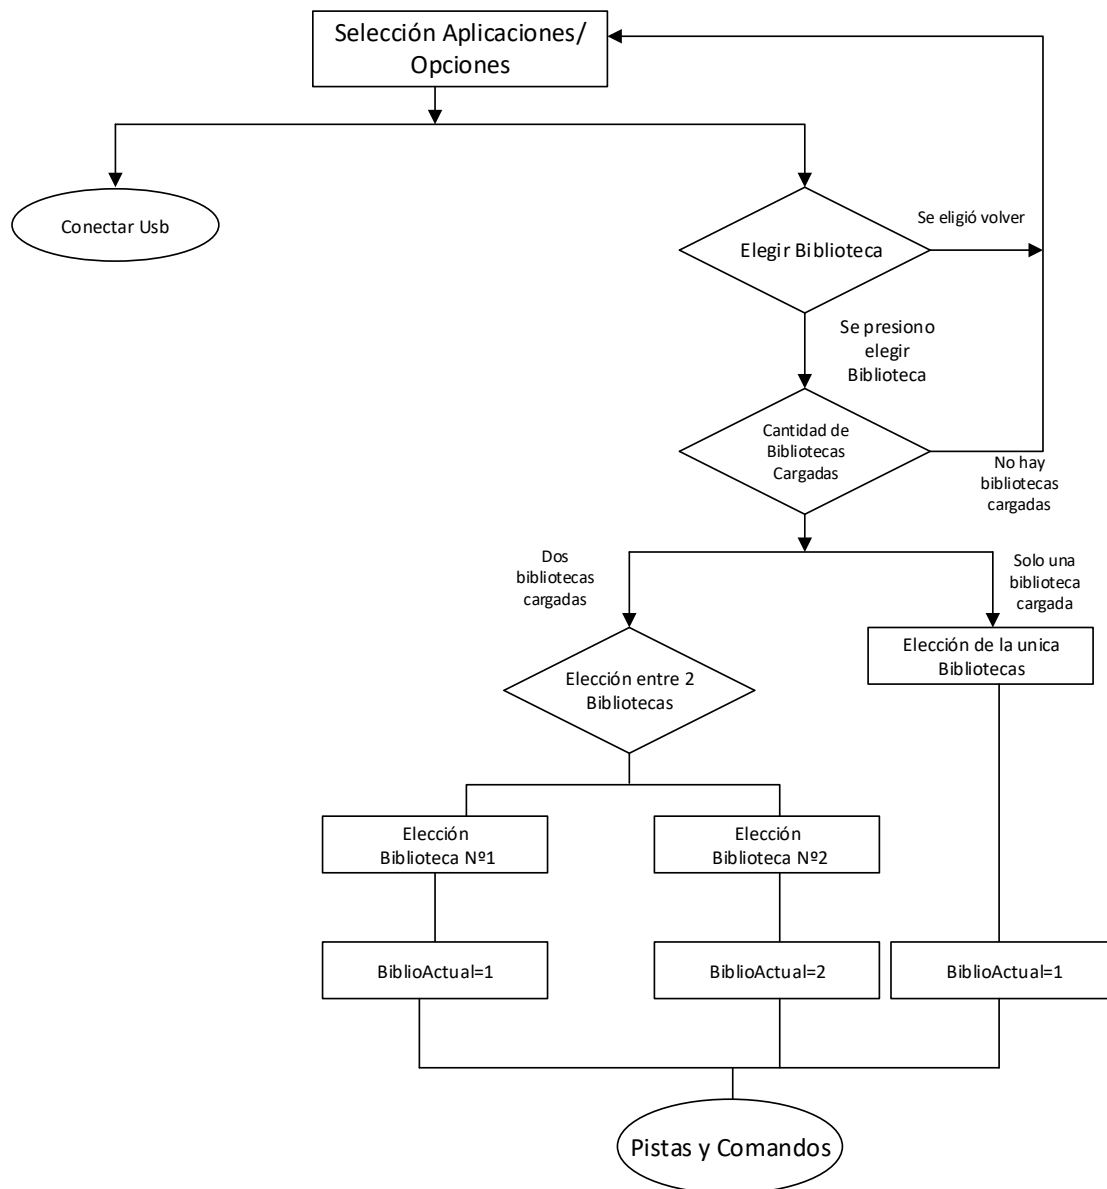 Selección Aplicaciones/
Opciones
Conectar Usb
Se eligió volver
Elegir Biblioteca
Se presiono
elegir
Biblioteca
Cantidad de
Bibliotecas
Cargadas
No hay
bibliotecas
cargadas
Dos
bibliotecas
cargadas
Solo una
biblioteca
cargada
Elección de la unica
Bibliotecas
Elección entre 2
Bibliotecas
Elección
Biblioteca Nº1
Elección
Biblioteca Nº2
BiblioActual=1
BiblioActual=2
BiblioActual=1
Pistas y Comandos